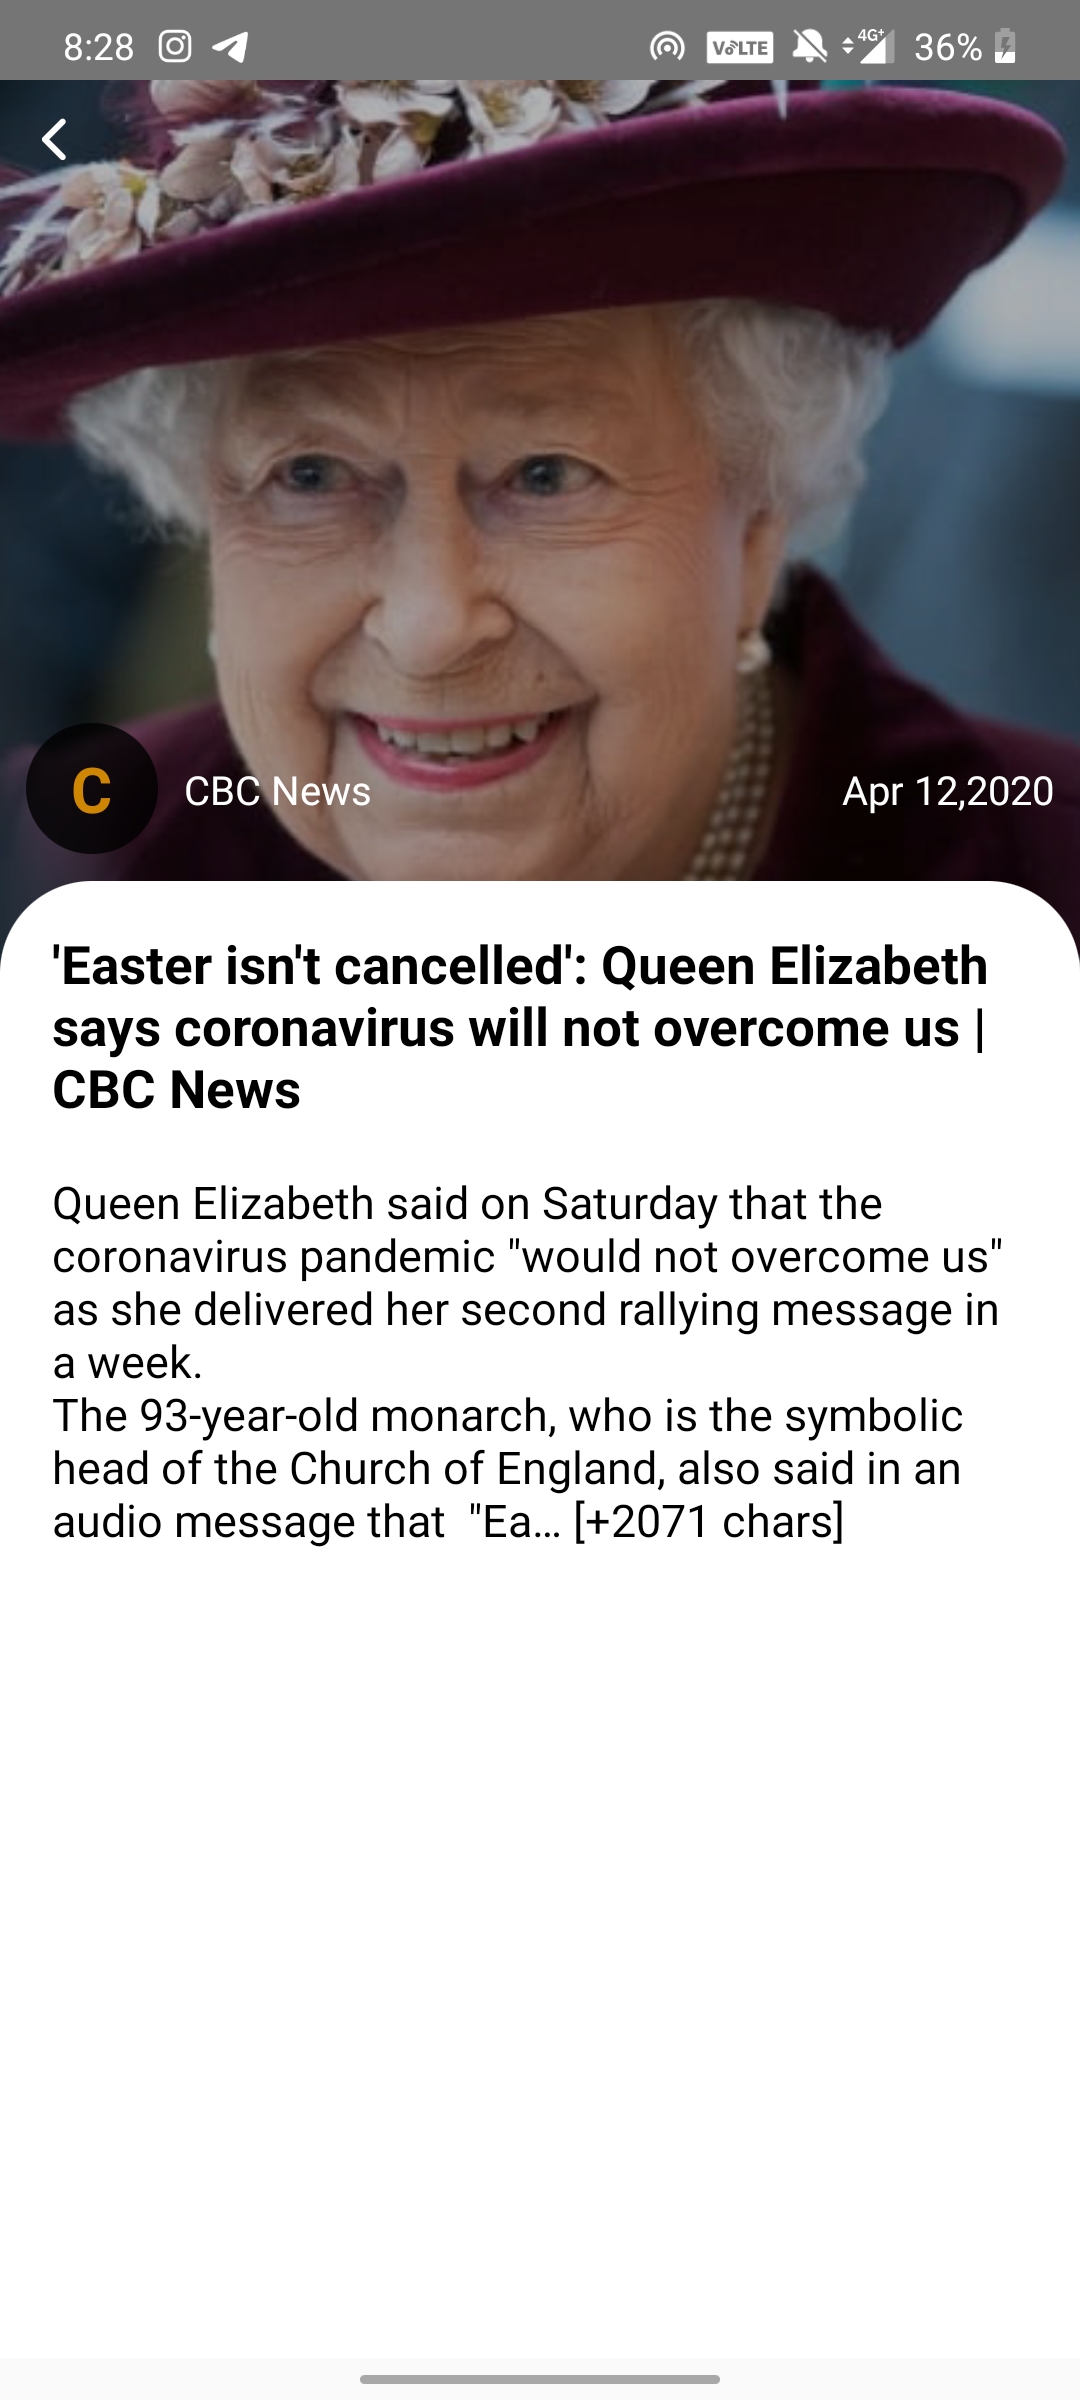 8:28 VoLTE 4G+ 36%
C CBC News Apr 12,2020
'Easter isn't cancelled': Queen Elizabeth
says coronavirus will not overcome us |
CBC News
Queen Elizabeth said on Saturday that the
coronavirus pandemic "would not overcome us"
as she delivered her second rallying message in
a week.
The 93-year-old monarch, who is the symbolic
head of the Church of England, also said in an
audio message that  "Ea… [+2071 chars]